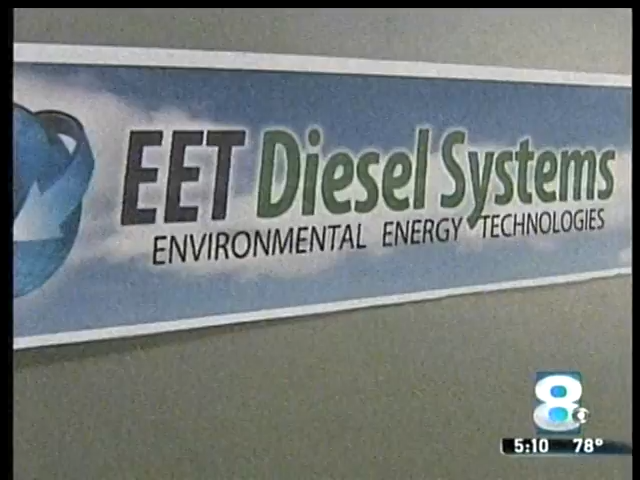 EET Diesel Systems
ENVIRONMENTAL ENERGY TECHNOLOGIES
8
5:10 78°